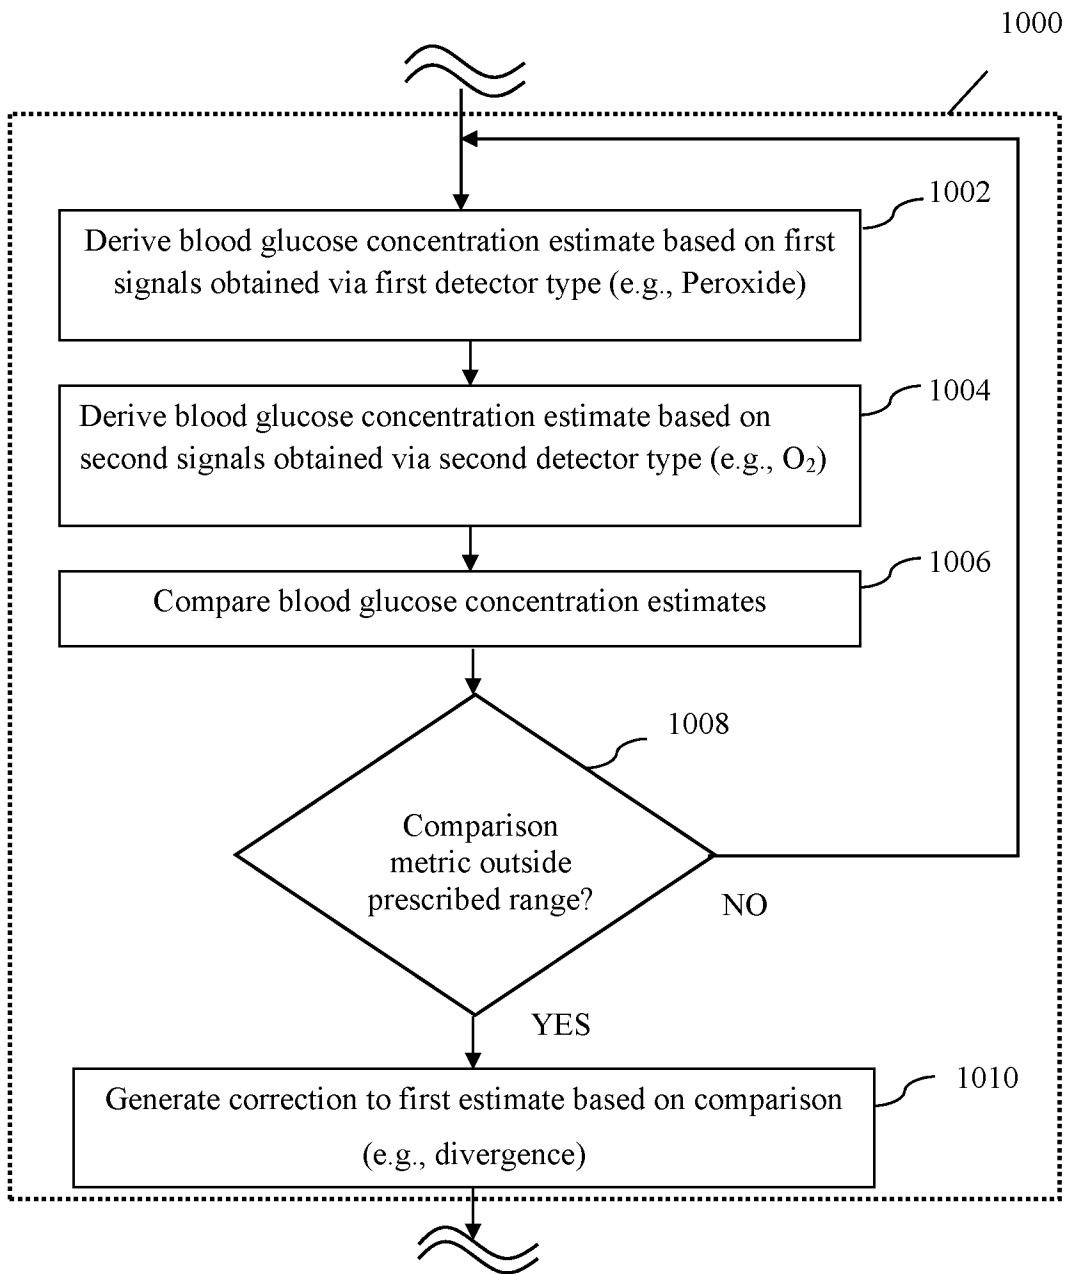 1000
1002
Derive blood glucose concentration estimate based on first
signals obtained via first detector type (e.g., Peroxide)
1004
Derive blood glucose concentration estimate based on
second signals obtained via second detector type (e.g., O₂)
1006
Compare blood glucose concentration estimates
1008
Comparison
metric outside
prescribed range?
NO
YES
1010
Generate correction to first estimate based on comparison
(e.g., divergence)